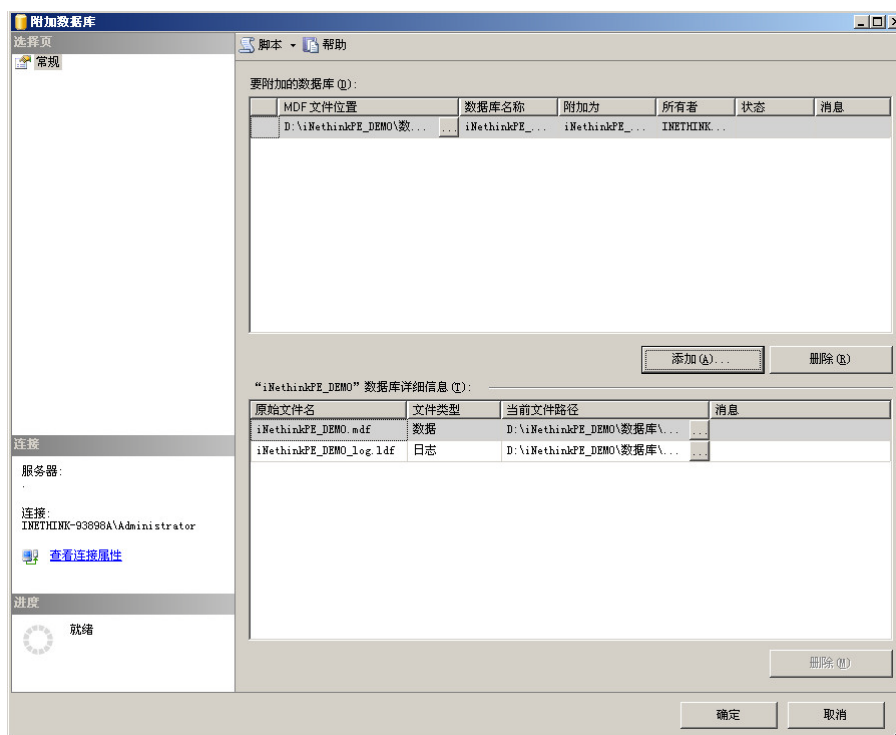 附加数据库
选择页
常规
脚本 帮助
要附加的数据库(D):
MDF 文件位置 数据库名称 附加为 所有者 状态 消息
D:\iNethinkPE_DEMO\数... ... iNethinkPE_... iNethinkPE_... INETHINK...
添加(A)... 删除(R)
“iNethinkPE_DEMO”数据库详细信息(T):
原始文件名 文件类型 当前文件路径 消息
iNethinkPE_DEMO.mdf 数据 D:\iNethinkPE_DEMO\数据库\... ...
iNethinkPE_DEMO_log.ldf 日志 D:\iNethinkPE_DEMO\数据库\... ...
连接
服务器:
.
连接:
INETHINK-93898A\Administrator
查看连接属性
进度
就绪
删除(M)
确定 取消